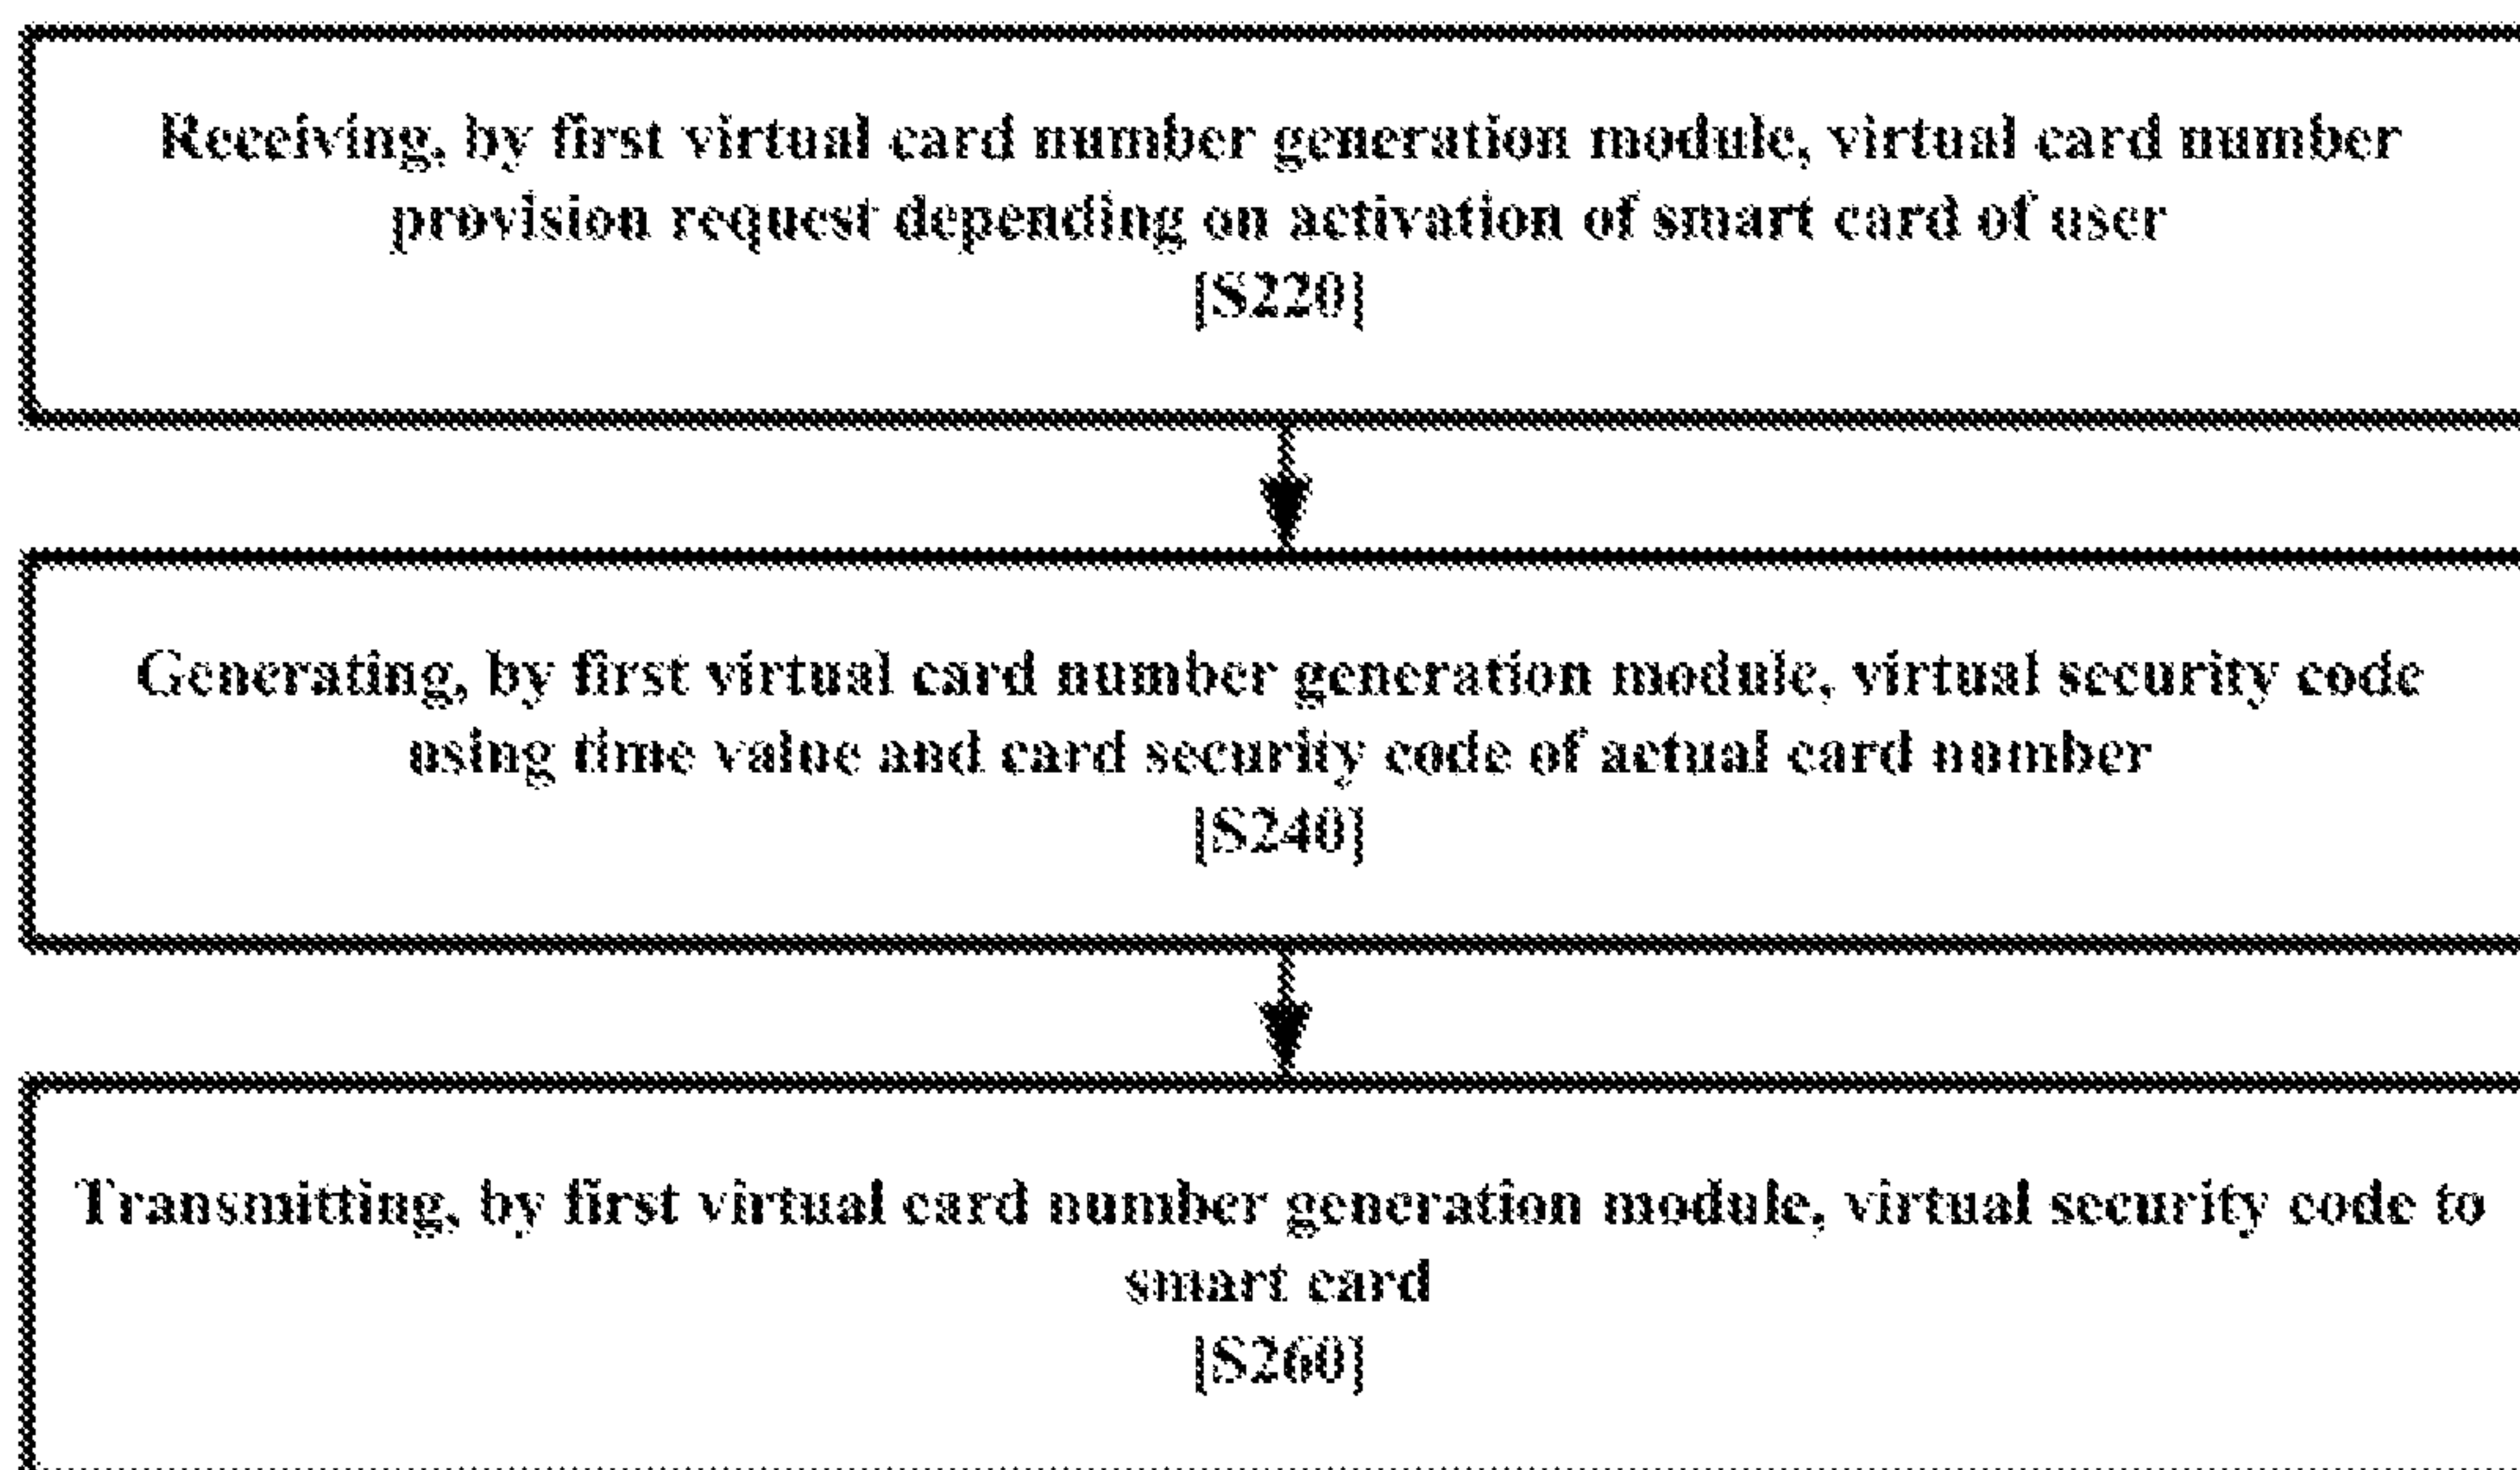 Receiving, by first virtual card number generation module, virtual card number
provision request depending on activation of smart card of user
[S220]
Generating, by first virtual card number generation module, virtual security code
using time value and card security code of actual card number
[S240]
Transmitting, by first virtual card number generation module, virtual security code to
smart card
[S260]